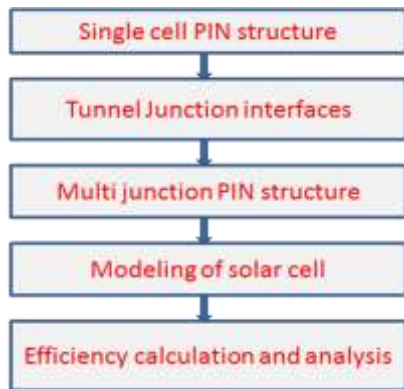 Single cell PIN structure
Tunnel Junction interfaces
Multi junction PIN structure
Modeling of solar cell
Efficiency calculation and analysis